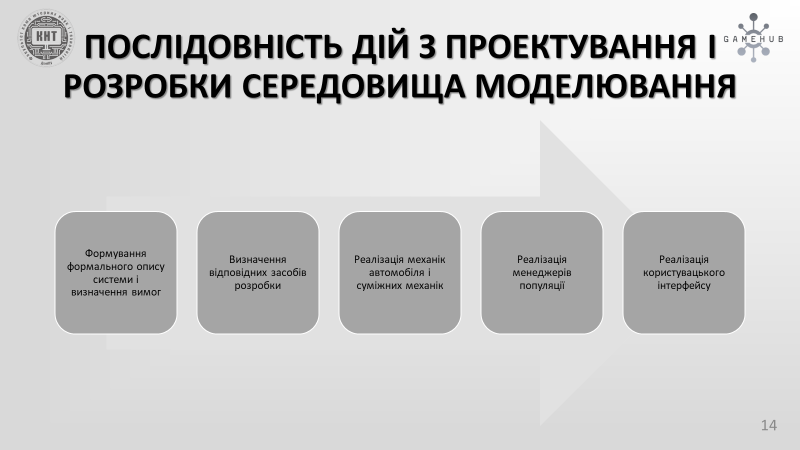 КНТ
GAMEHUB
ПОСЛІДОВНІСТЬ ДІЙ З ПРОЕКТУВАННЯ І
РОЗРОБКИ СЕРЕДОВИЩА МОДЕЛЮВАННЯ
Формування
формального опису
системи і
визначення вимог
Визначення
відповідних засобів
розробки
Реалізація механік
автомобіля і
суміжних механік
Реалізація
менеджерів
популяції
Реалізація
користувацького
інтерфейсу
14